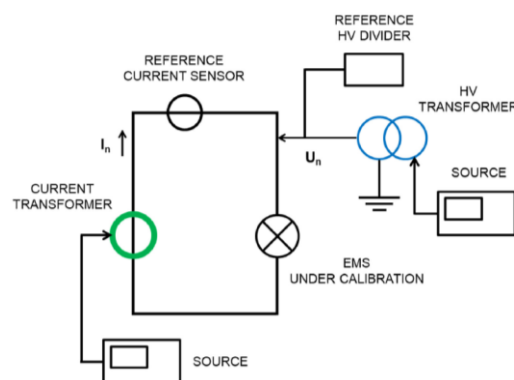 REFERENCE
HV DIVIDER
REFERENCE
CURRENT SENSOR
HV
TRANSFORMER
In
Un
SOURCE
CURRENT
TRANSFORMER
EMS
UNDER CALIBRATION
SOURCE